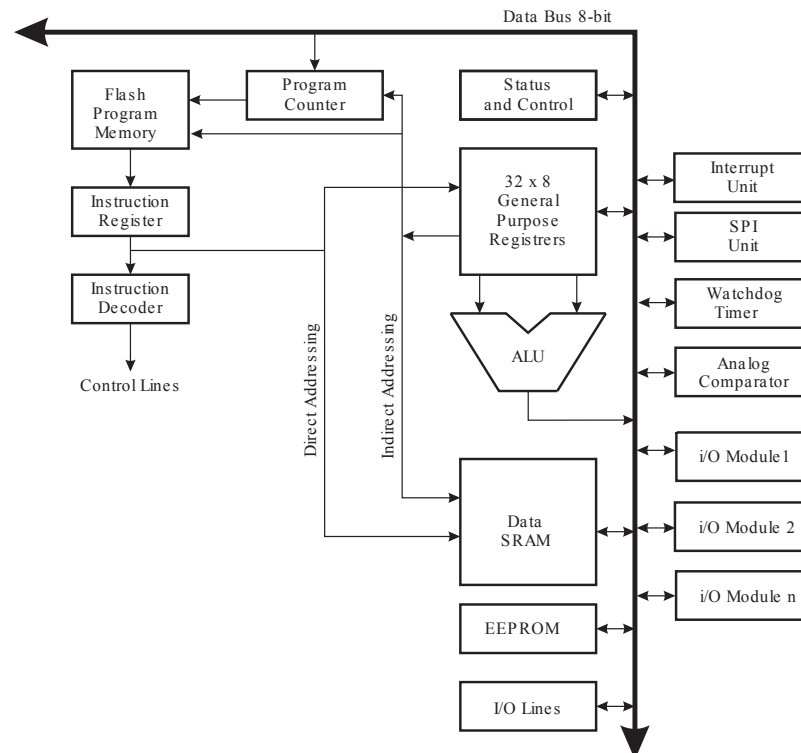 Data Bus 8-bit
Flash
Program
Memory
Program
Counter
Status
and Control
Instruction
Register
32 x 8
General
Purpose
Registrers
Interrupt
Unit
SPI
Unit
Instruction
Decoder
Watchdog
Timer
ALU
Analog
Comparator
Control Lines
Direct Addressing
Indirect Addressing
i/O Module1
Data
SRAM
i/O Module 2
i/O Module n
EEPROM
I/O Lines